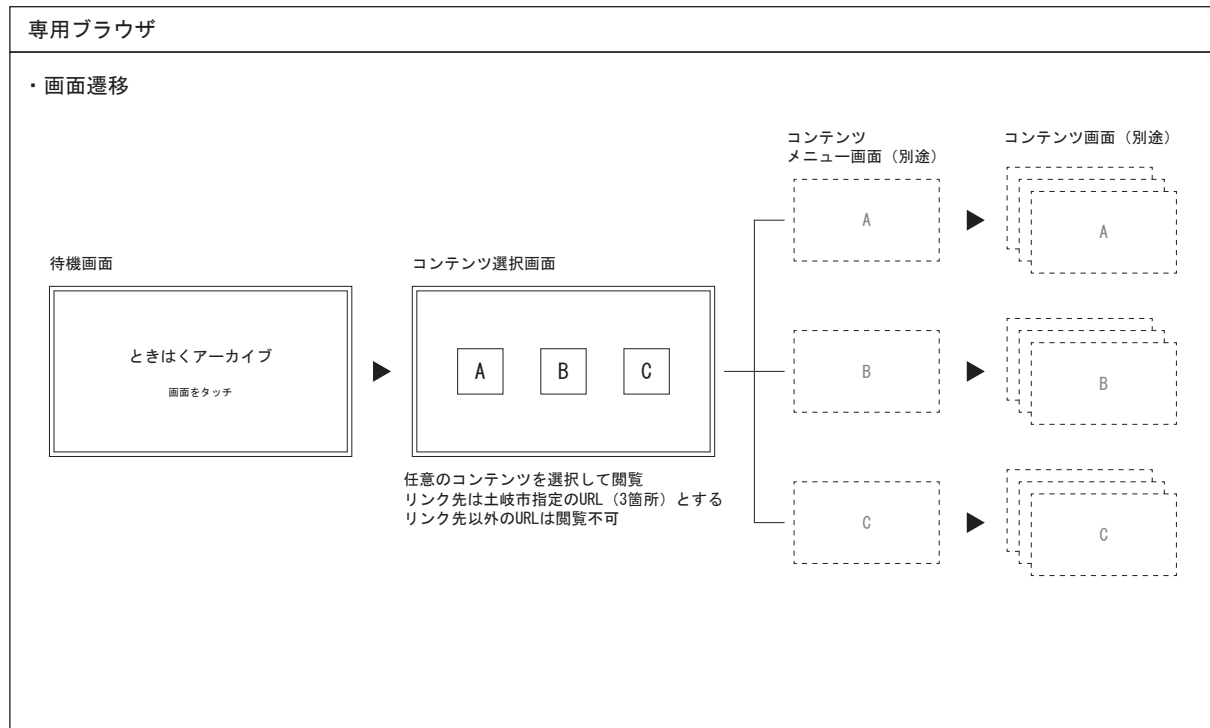 専用ブラウザ
・画面遷移
待機画面
ときはくアーカイブ
画面をタッチ
コンテンツ選択画面
A B C
任意のコンテンツを選択して閲覧
リンク先は土岐市指定のURL（3箇所）とする
リンク先以外のURLは閲覧不可
コンテンツ
メニュー画面（別途）
A
B
C
コンテンツ画面（別途）
A
B
C